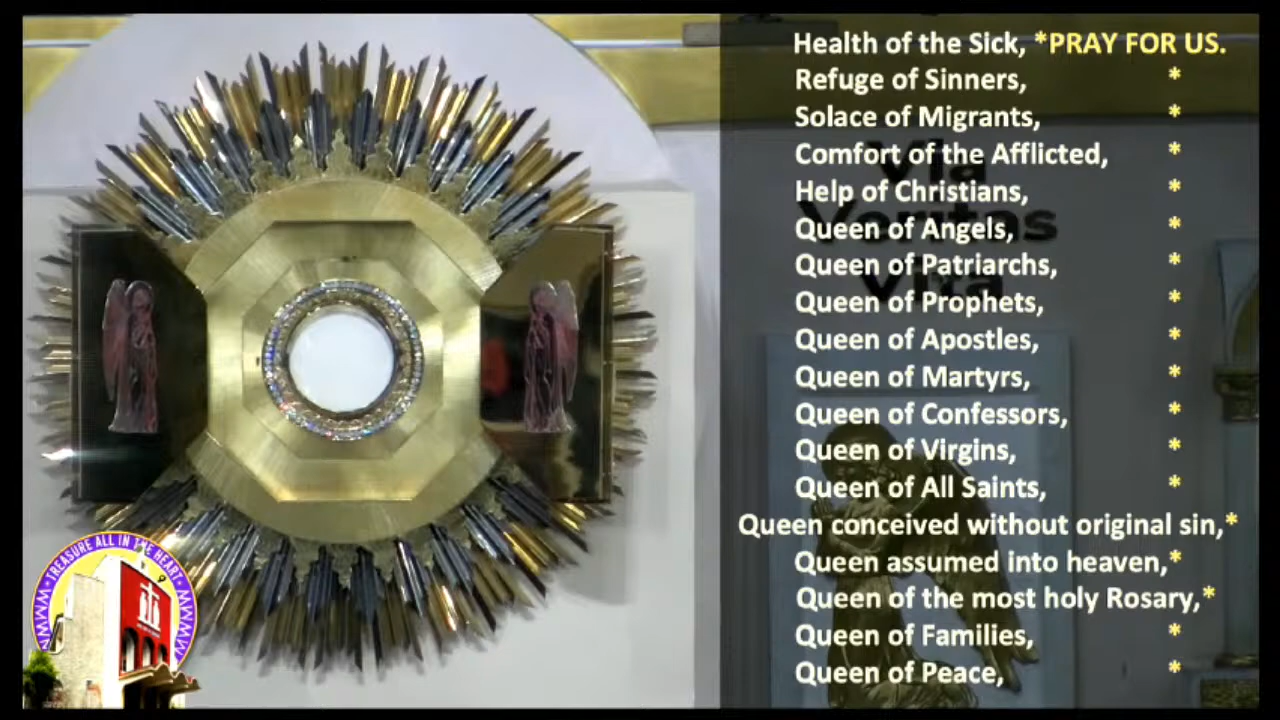 Health of the Sick, *PRAY FOR US.
Refuge of Sinners, *
Solace of Migrants, *
Comfort of the Afflicted, *
Help of Christians, *
Queen of Angels, *
Queen of Patriarchs, *
Queen of Prophets, *
Queen of Apostles, *
Queen of Martyrs, *
Queen of Confessors, *
Queen of Virgins, *
Queen of All Saints, *
Queen conceived without original sin,*
Queen assumed into heaven,*
Queen of the most holy Rosary,*
Queen of Families, *
Queen of Peace, *
Via
Veritas
Vita
TREASURE ALL IN THE HEART